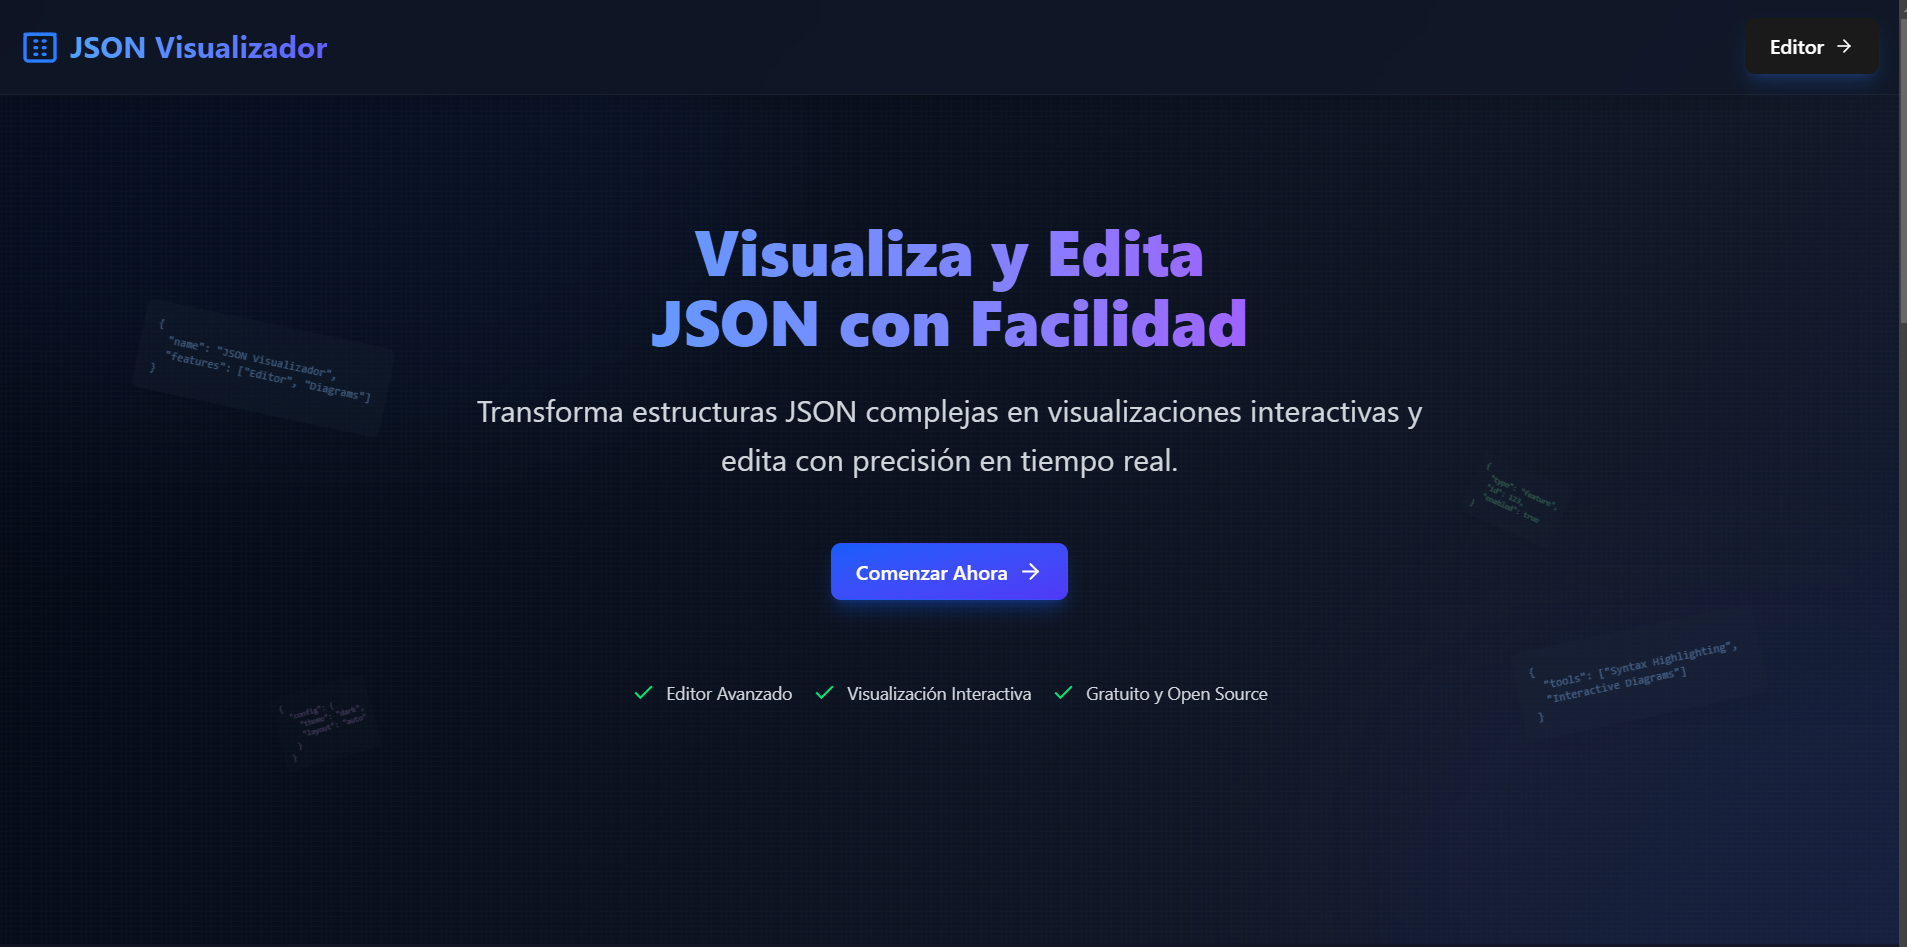 JSON Visualizador
Editor
Visualiza y Edita
JSON con Facilidad
{
"name": "JSON Visualizador",
"features": ["Editor", "Diagrams"]
}
Transforma estructuras JSON complejas en visualizaciones interactivas y
edita con precisión en tiempo real.
{
"type": "feature",
"id": 123,
"enabled": true
}
Comenzar Ahora
{
"tools": ["Syntax Highlighting",
"Interactive Diagrams"]
}
Editor Avanzado
Visualización Interactiva
Gratuito y Open Source
{
"config": {
"theme": "dark",
"layout": "auto"
}
}